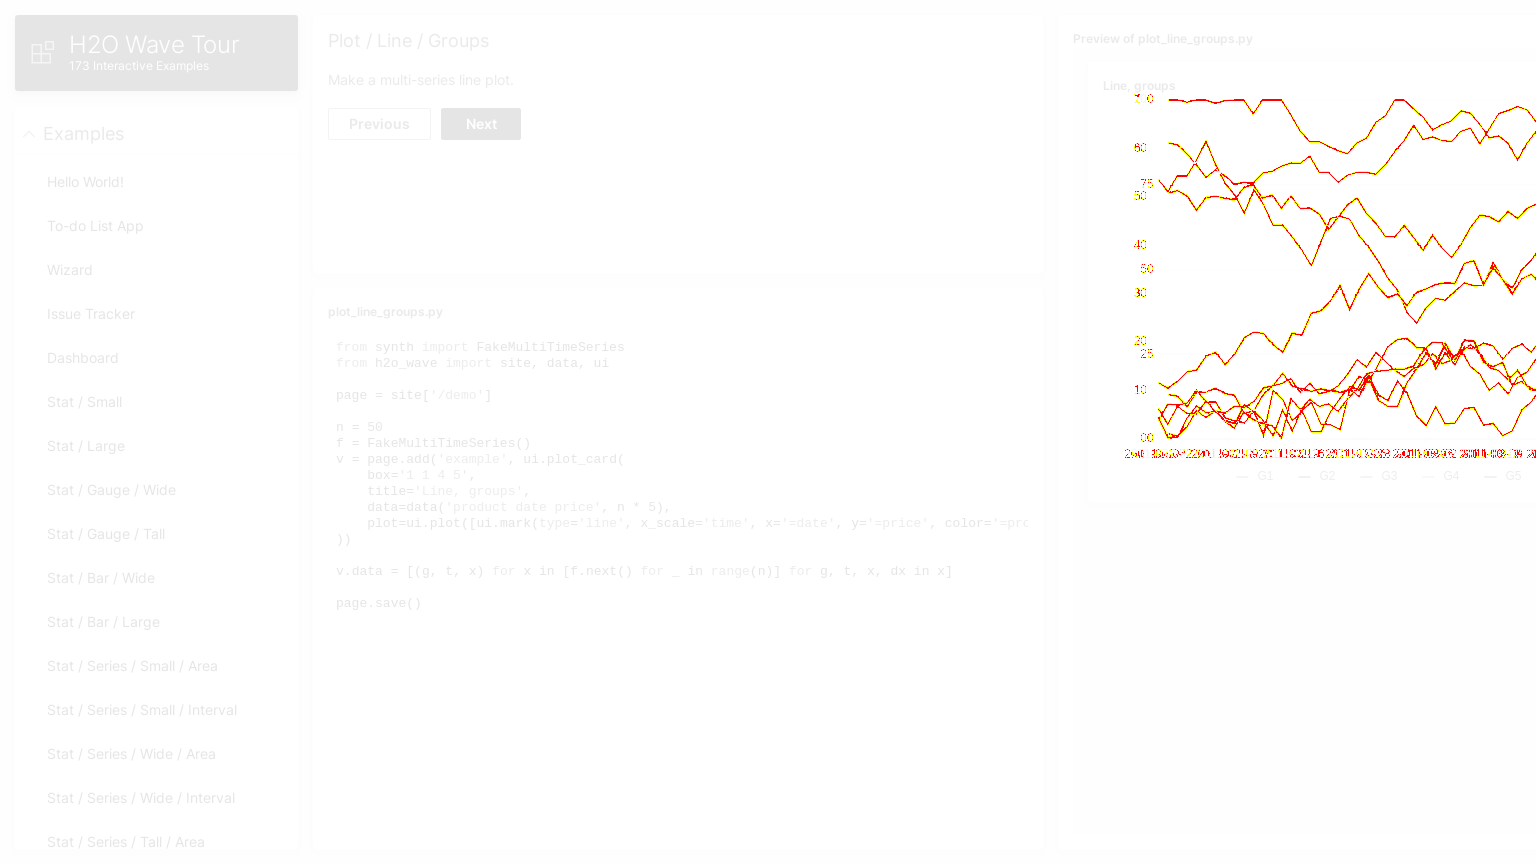 H2O Wave Tour
173 Interactive Examples
Examples
Hello World!
To-do List App
Wizard
Issue Tracker
Dashboard
Stat / Small
Stat / Large
Stat / Gauge / Wide
Stat / Gauge / Tall
Stat / Bar / Wide
Stat / Bar / Large
Stat / Series / Small / Area
Stat / Series / Small / Interval
Stat / Series / Wide / Area
Stat / Series / Wide / Interval
Stat / Series / Tall / Area
Plot / Line / Groups
Make a multi-series line plot.
Previous
Next
plot_line_groups.py
from synth import FakeMultiTimeSeries
from h2o_wave import site, data, ui
page = site['/demo']
n = 50
f = FakeMultiTimeSeries()
v = page.add('example', ui.plot_card(
box='1 1 4 5',
title='Line, groups',
data=data('product date price', n * 5),
plot=ui.plot([ui.mark(type='line', x_scale='time', x='=date', y='=price', color='=pro
))
v.data = [(g, t, x) for x in [f.next() for _ in range(n)] for g, t, x, dx in x]
page.save()
Preview of plot_line_groups.py
Line, groups
60
75
50
40
50
30
20
25
10
G1
G2
G3
G4
G5